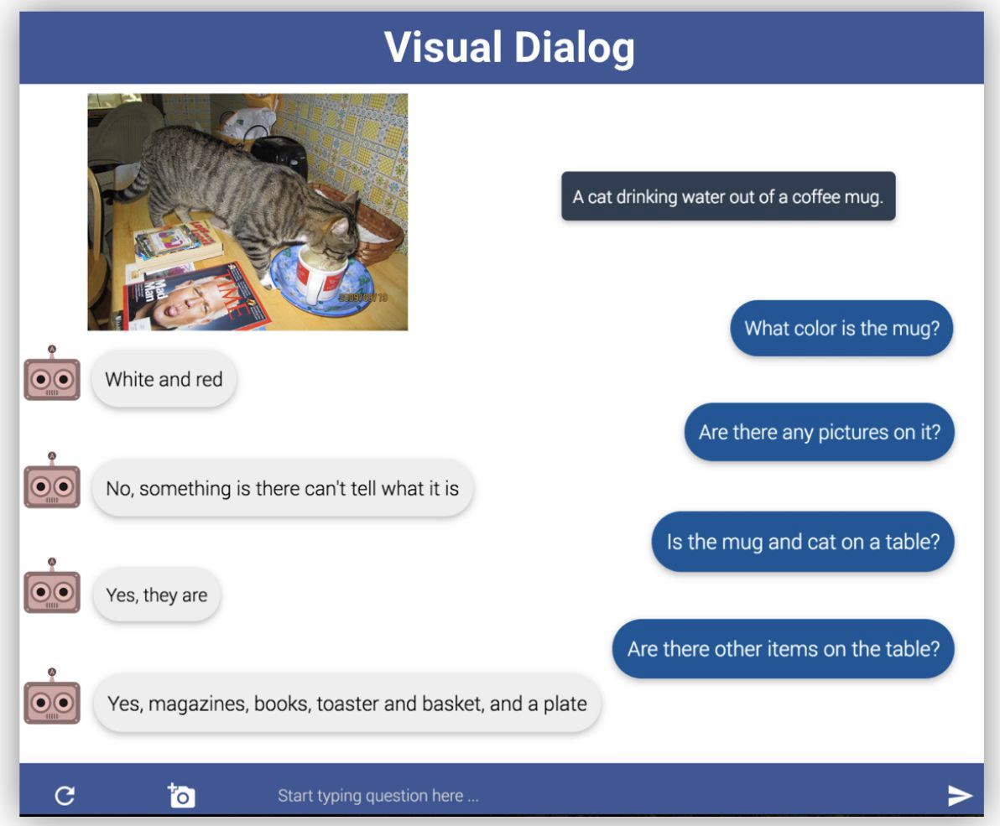 Visual Dialog
A cat drinking water out of a coffee mug.
TIME
Mad
Man
What color is the mug?
White and red
Are there any pictures on it?
No, something is there can't tell what it is
Is the mug and cat on a table?
Yes, they are
Are there other items on the table?
Yes, magazines, books, toaster and basket, and a plate
Start typing question here ...